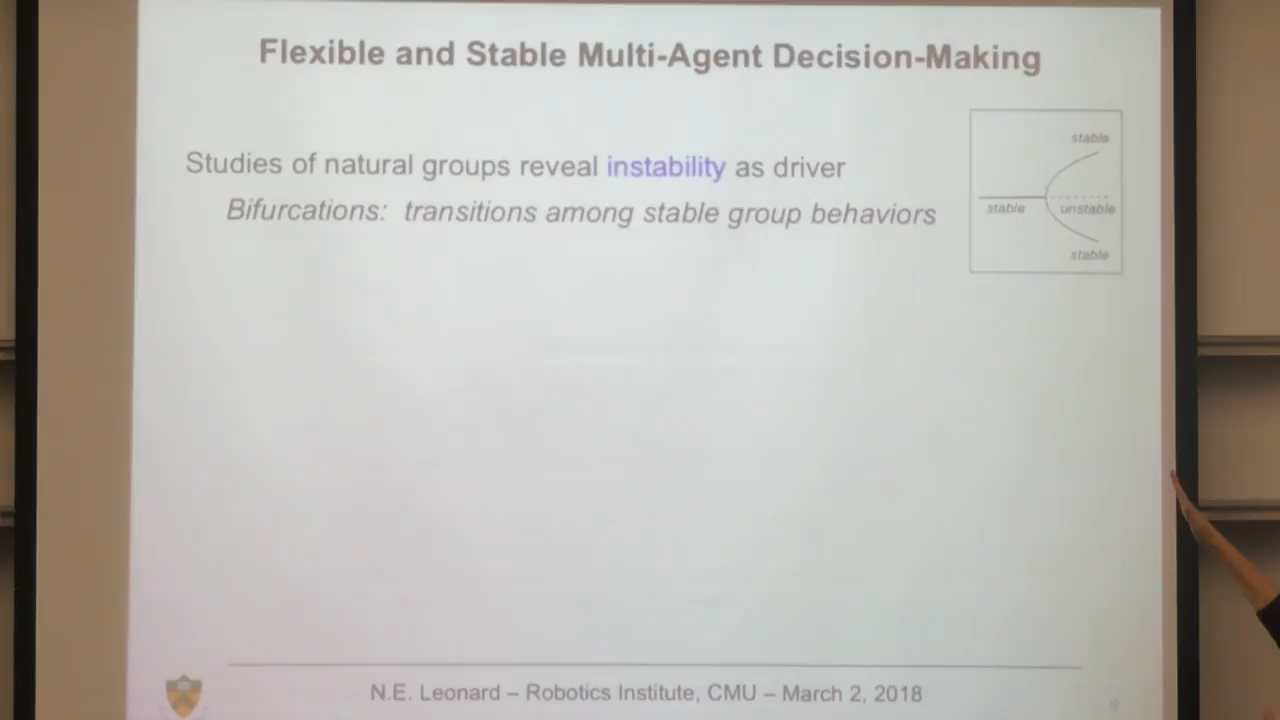 Flexible and Stable Multi-Agent Decision-Making
Studies of natural groups reveal instability as driver
Bifurcations: transitions among stable group behaviors
stable
stable
unstable
stable
N.E. Leonard – Robotics Institute, CMU – March 2, 2018
9